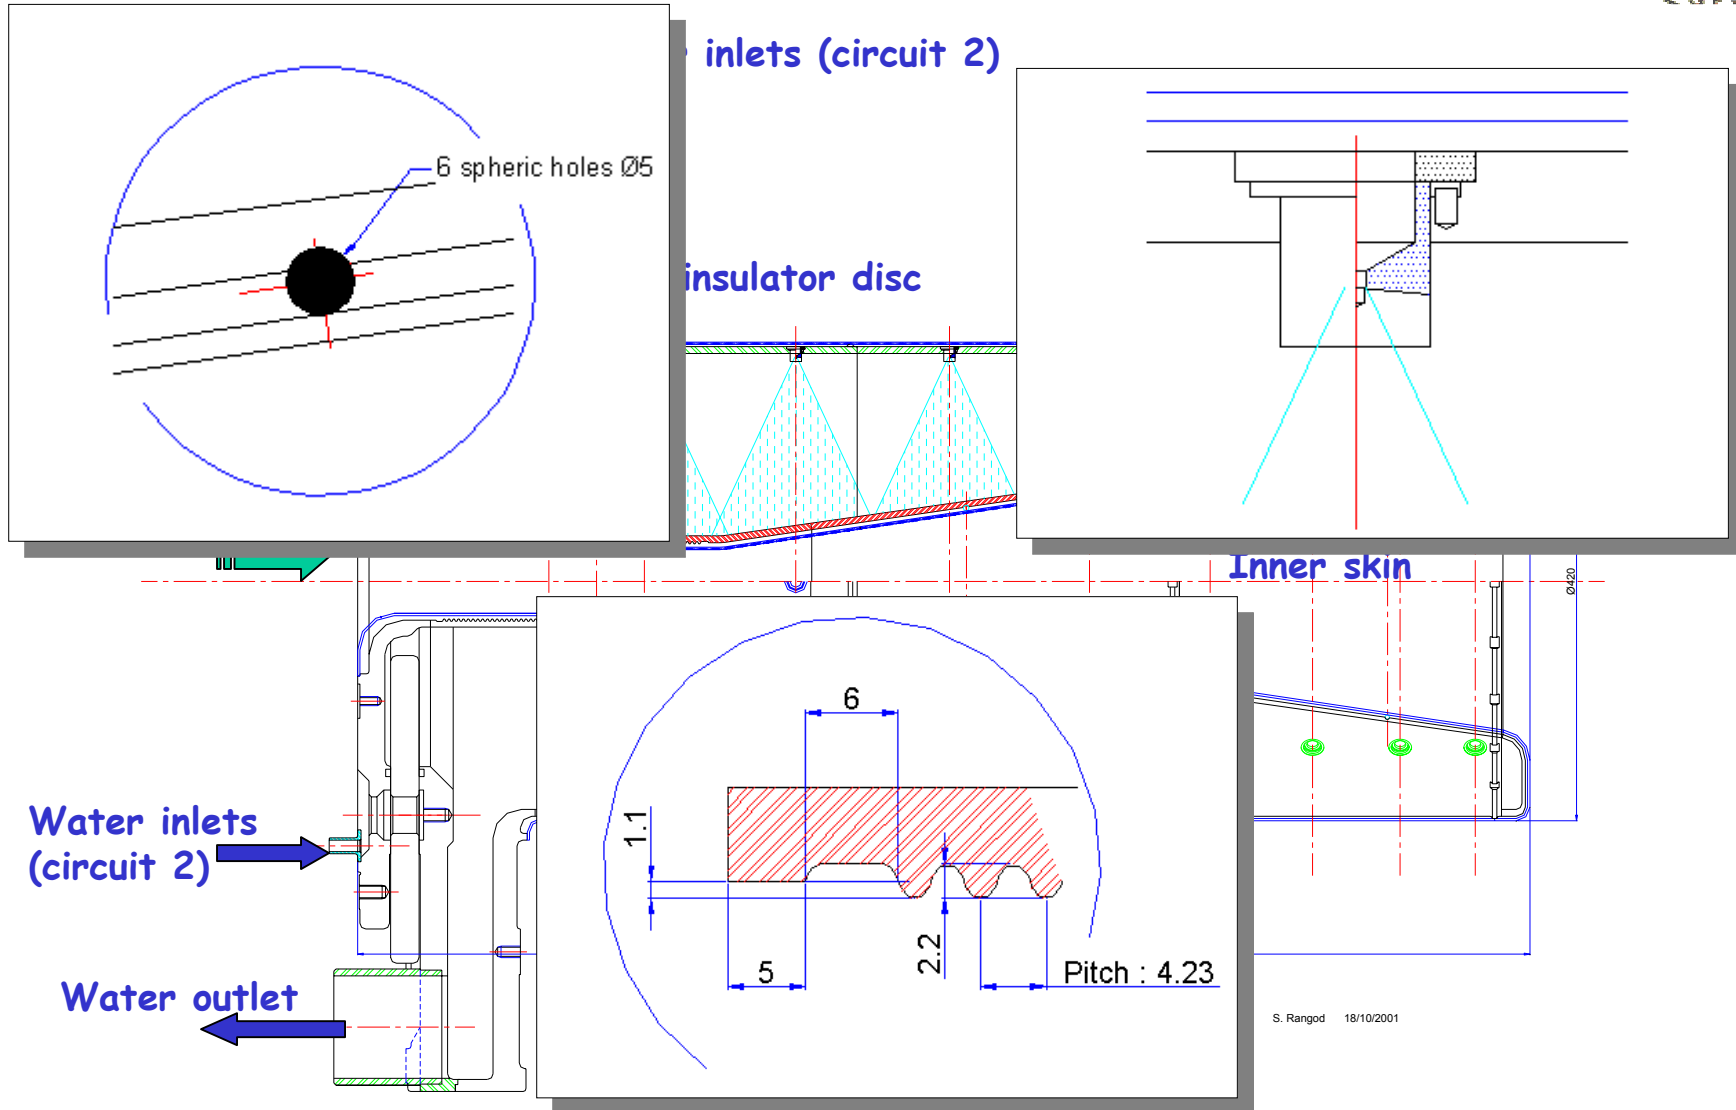 inlets (circuit 2)
6 spheric holes Ø5
insulator disc
Inner skin
Ø420
6
1.1
Water inlets
(circuit 2)
2.2
5
Pitch : 4.23
Water outlet
S. Rangod 18/10/2001